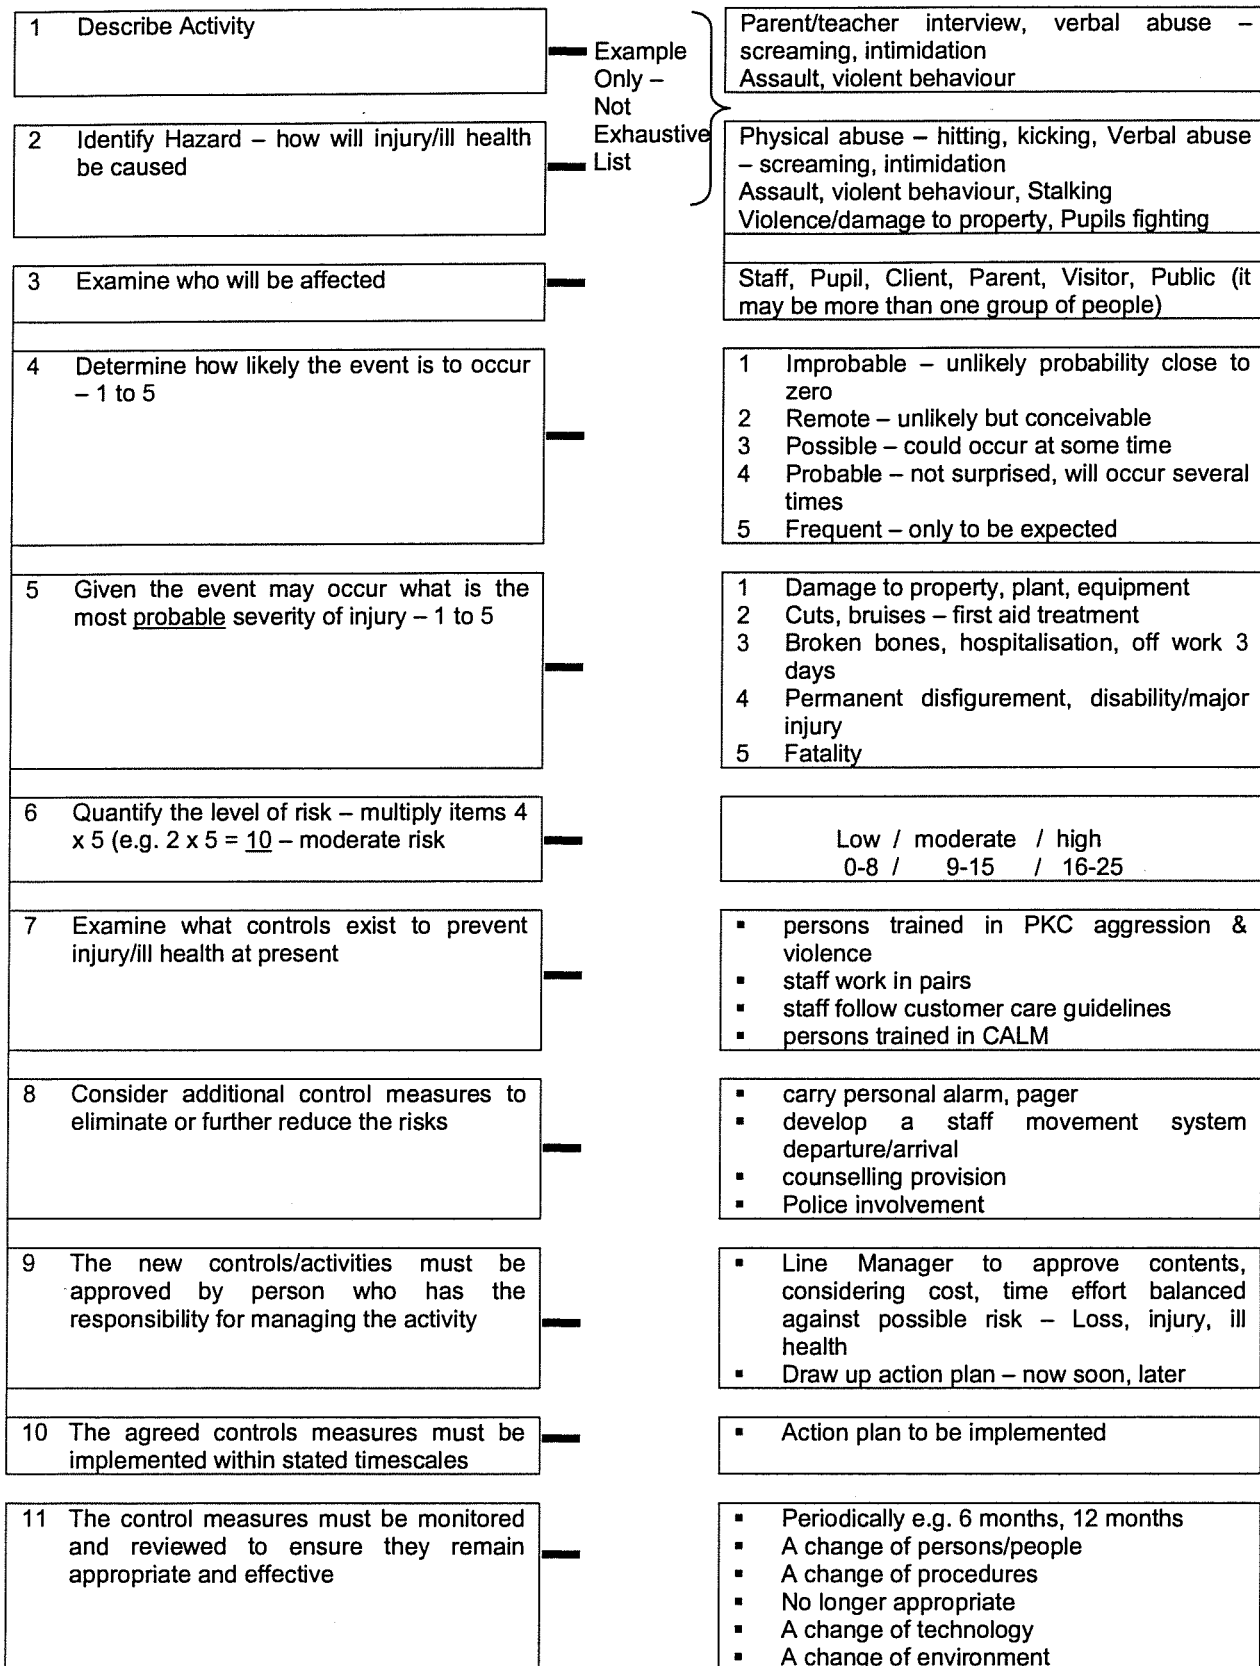 1 Describe Activity
Example
Only –
Not
Exhaustive
List
Parent/teacher interview, verbal abuse –
screaming, intimidation
Assault, violent behaviour
2 Identify Hazard – how will injury/ill health
be caused
Physical abuse – hitting, kicking, Verbal abuse
– screaming, intimidation
Assault, violent behaviour, Stalking
Violence/damage to property, Pupils fighting
3 Examine who will be affected
Staff, Pupil, Client, Parent, Visitor, Public (it
may be more than one group of people)
4 Determine how likely the event is to occur
– 1 to 5
1 Improbable – unlikely probability close to
zero
2 Remote – unlikely but conceivable
3 Possible – could occur at some time
4 Probable – not surprised, will occur several
times
5 Frequent – only to be expected
5 Given the event may occur what is the
most probable severity of injury – 1 to 5
1 Damage to property, plant, equipment
2 Cuts, bruises – first aid treatment
3 Broken bones, hospitalisation, off work 3
days
4 Permanent disfigurement, disability/major
injury
5 Fatality
6 Quantify the level of risk – multiply items 4
x 5 (e.g. 2 x 5 = 10 – moderate risk
Low / moderate / high
0-8 / 9-15 / 16-25
7 Examine what controls exist to prevent
injury/ill health at present
▪ persons trained in PKC aggression &
violence
▪ staff work in pairs
▪ staff follow customer care guidelines
▪ persons trained in CALM
8 Consider additional control measures to
eliminate or further reduce the risks
▪ carry personal alarm, pager
▪ develop a staff movement system
departure/arrival
▪ counselling provision
▪ Police involvement
9 The new controls/activities must be
approved by person who has the
responsibility for managing the activity
▪ Line Manager to approve contents,
considering cost, time effort balanced
against possible risk – Loss, injury, ill
health
▪ Draw up action plan – now soon, later
10 The agreed controls measures must be
implemented within stated timescales
▪ Action plan to be implemented
11 The control measures must be monitored
and reviewed to ensure they remain
appropriate and effective
▪ Periodically e.g. 6 months, 12 months
▪ A change of persons/people
▪ A change of procedures
▪ No longer appropriate
▪ A change of technology
▪ A change of environment